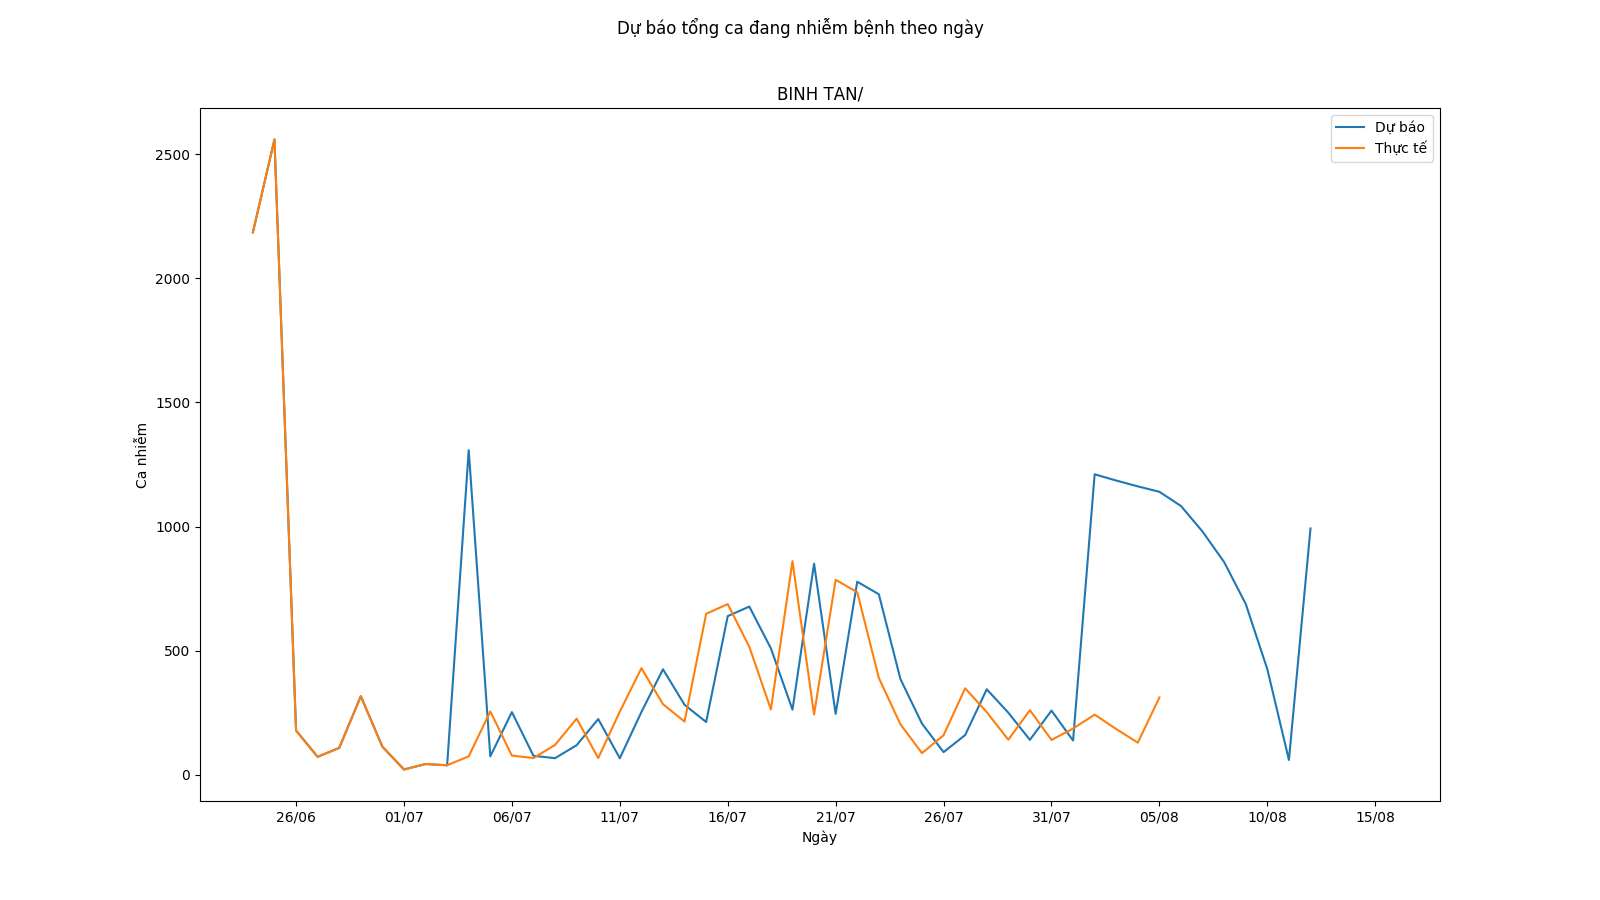 Dự báo tổng ca đang nhiễm bệnh theo ngày
BINH TAN/
Dự báo
Thực tế
2500
2000
1500
1000
500
0
Ca nhiễm
26/06 01/07 06/07 11/07 16/07 21/07 26/07 31/07 05/08 10/08 15/08
Ngày